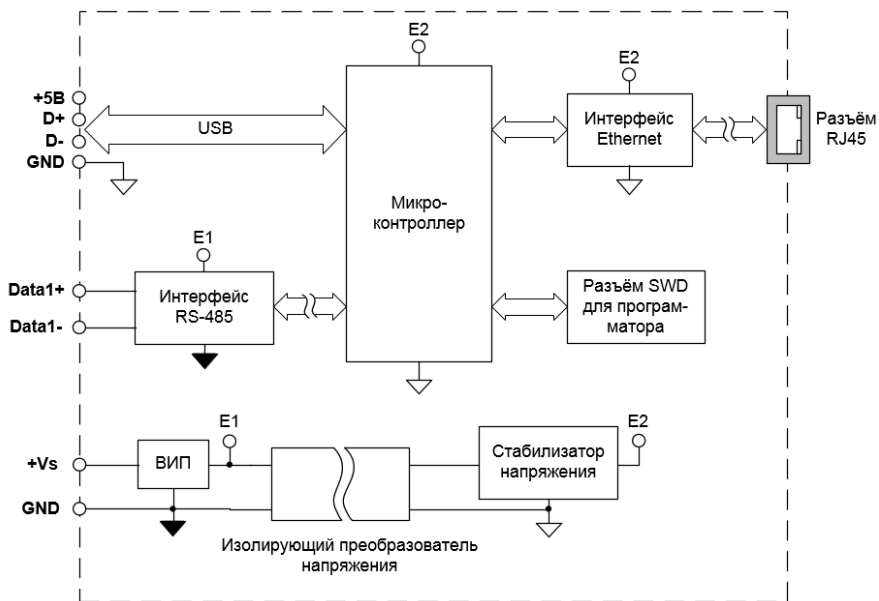 E2
E2
+5В
D+
D-
GND
USB
Микро-
контроллер
Интерфейс
Ethernet
Разъём
RJ45
E1
Data1+
Data1-
Интерфейс
RS-485
Разъём SWD
для програм-
матора
E1
E2
+Vs
ВИП
Стабилизатор
напряжения
GND
Изолирующий преобразователь
напряжения